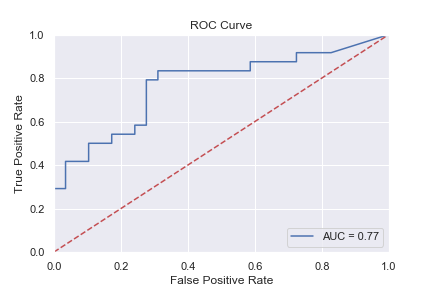 ROC Curve
True Positive Rate
1.0
0.8
0.6
0.4
0.2
0.0
AUC = 0.77
0.0 0.2 0.4 0.6 0.8 1.0
False Positive Rate